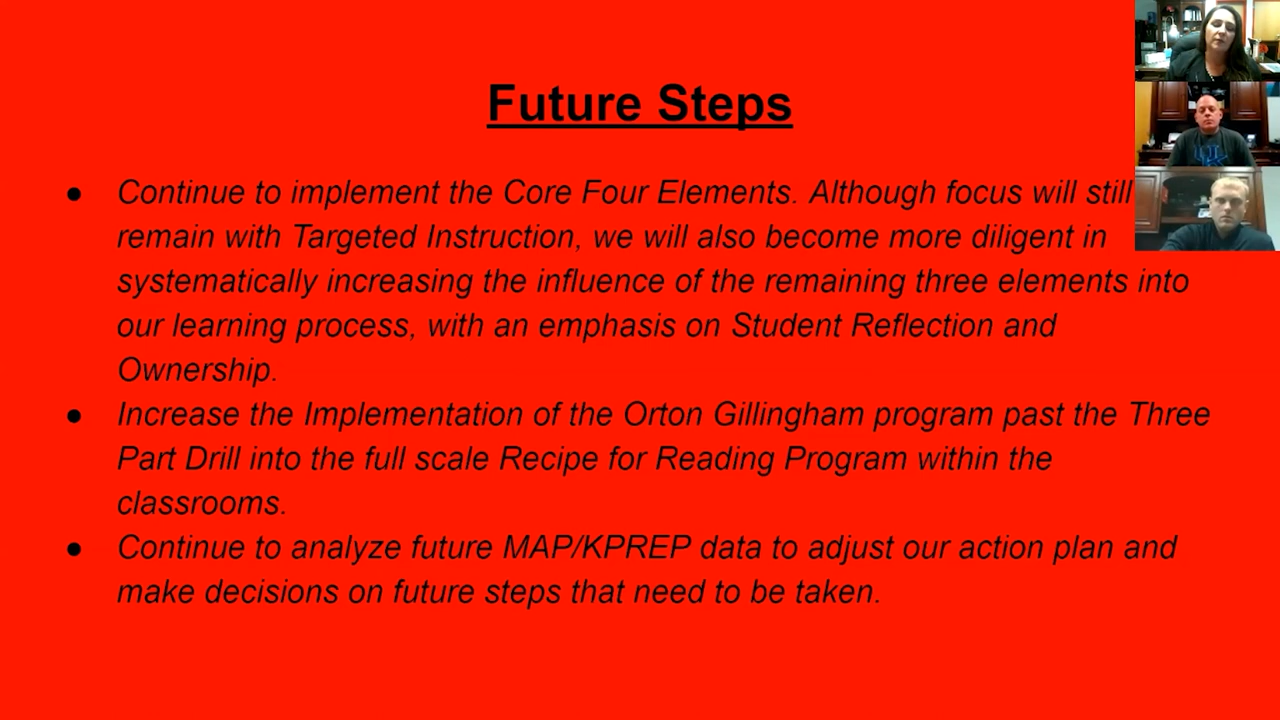 Future Steps
● Continue to implement the Core Four Elements. Although focus will still
remain with Targeted Instruction, we will also become more diligent in
systematically increasing the influence of the remaining three elements into
our learning process, with an emphasis on Student Reflection and
Ownership.
● Increase the Implementation of the Orton Gillingham program past the Three
Part Drill into the full scale Recipe for Reading Program within the
classrooms.
● Continue to analyze future MAP/KPREP data to adjust our action plan and
make decisions on future steps that need to be taken.